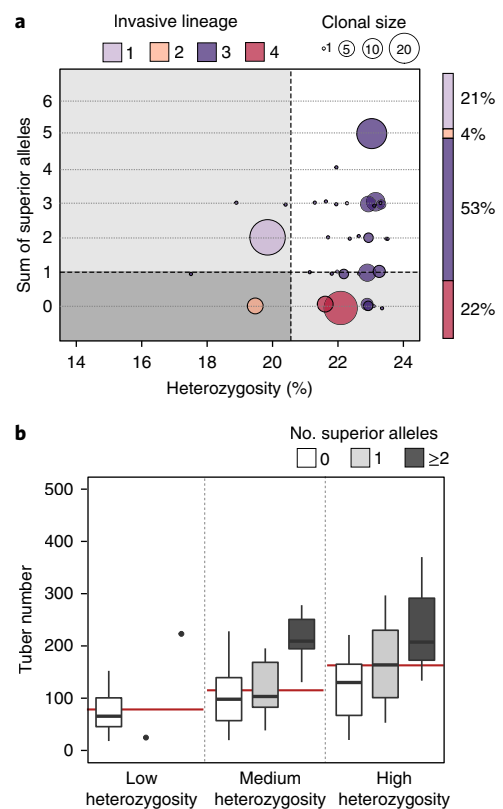 a
Invasive lineage
Clonal size
1 2 3 4
1 5 10 20
Sum of superior alleles
6
5
4
3
2
1
0
14 16 18 20 22 24
Heterozygosity (%)
21%
4%
53%
22%
b
No. superior alleles
0 1 ≥2
Tuber number
500
400
300
200
100
0
Low heterozygosity
Medium heterozygosity
High heterozygosity